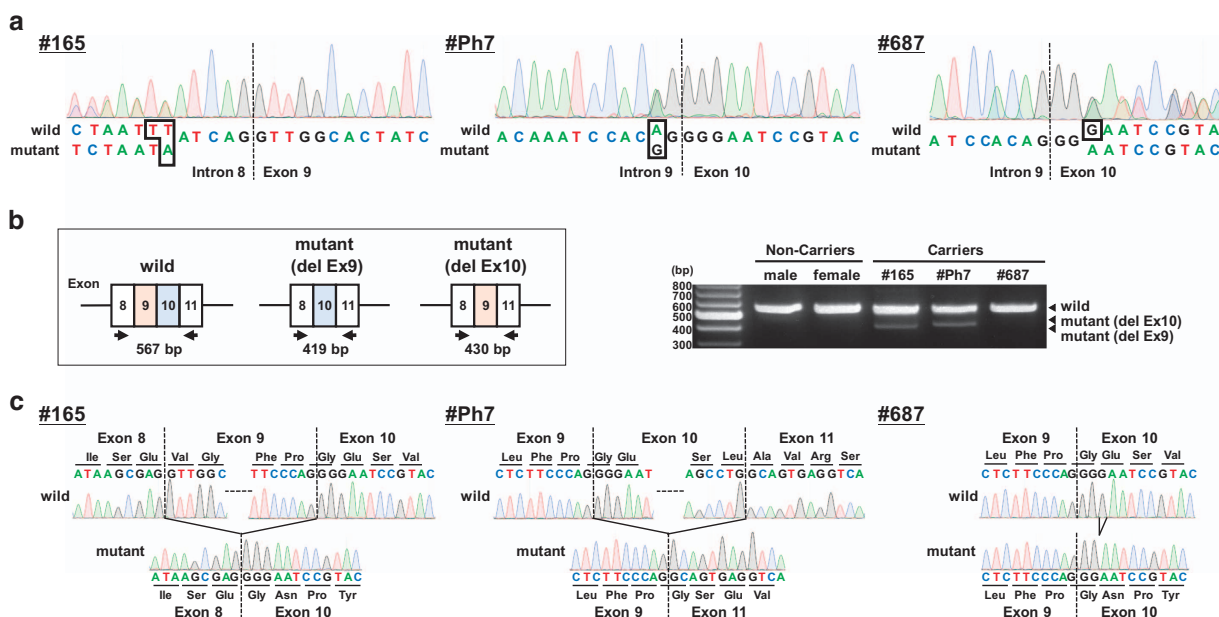 a
#165
wild C T A A T T T A T C A G G T T G G C A C T A T C
mutant T C T A A T A
Intron 8 Exon 9
#Ph7
wild A C A A A T C C A C A G G G G A A T C C G T A C
mutant G
Intron 9 Exon 10
#687
wild A T C C A C A G G G G A A T C C G T A
mutant A A T C C G T A C
Intron 9 Exon 10
b
wild
mutant
(del Ex9)
mutant
(del Ex10)
Exon
8 9 10 11
8 10 11
8 9 11
567 bp
419 bp
430 bp
Non-Carriers Carriers
(bp) male female #165 #Ph7 #687
800
700
600
500
400
300
wild
mutant (del Ex10)
mutant (del Ex9)
c
#165
Exon 8 Exon 9 Exon 10
Ile Ser Glu Val Gly Phe Pro Gly Glu Ser Val
ATAAGCGAGGTTGGC TTCCCAGGGGAATCCGTAC
wild
mutant
ATAAGCGAGGGGAATCCGTAC
Ile Ser Glu Gly Asn Pro Tyr
Exon 8 Exon 10
#Ph7
Exon 9 Exon 10 Exon 11
Leu Phe Pro Gly Glu Ser Leu Ala Val Arg Ser
CTCTTCCCAGGGGAAT AGCCTGGCAGTGAGGTCA
wild
mutant
CTCTTCCCAGGCAGTGAGGTCA
Leu Phe Pro Gly Ser Glu Val
Exon 9 Exon 11
#687
Exon 9 Exon 10
Leu Phe Pro Gly Glu Ser Val
CTCTTCCCAGGGGAATCCGTAC
wild
mutant
CTCTTCCCAGGGAATCCGTAC
Leu Phe Pro Gly Asn Pro Tyr
Exon 9 Exon 10